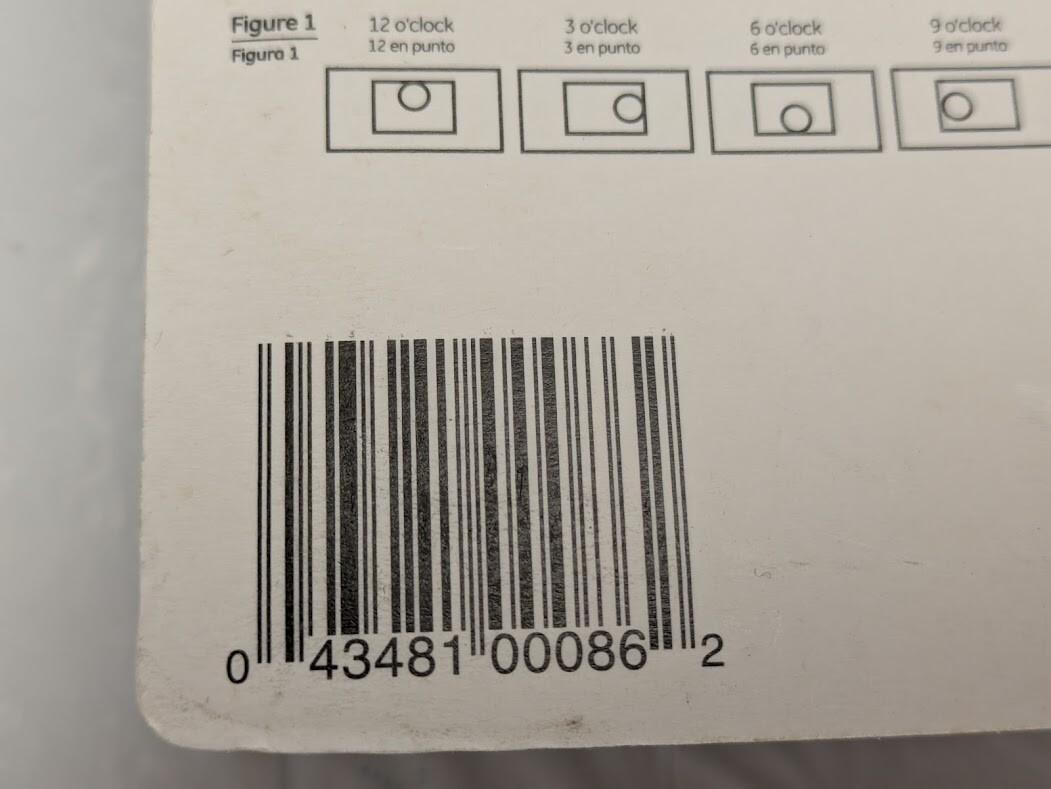 Figure 1
Figura 1
12 o'clock
12 en punto
3 o'clock
3 en punto
6 o'clock
6 en punto
9 o'clock
9 en punto
0 43481 00086 2